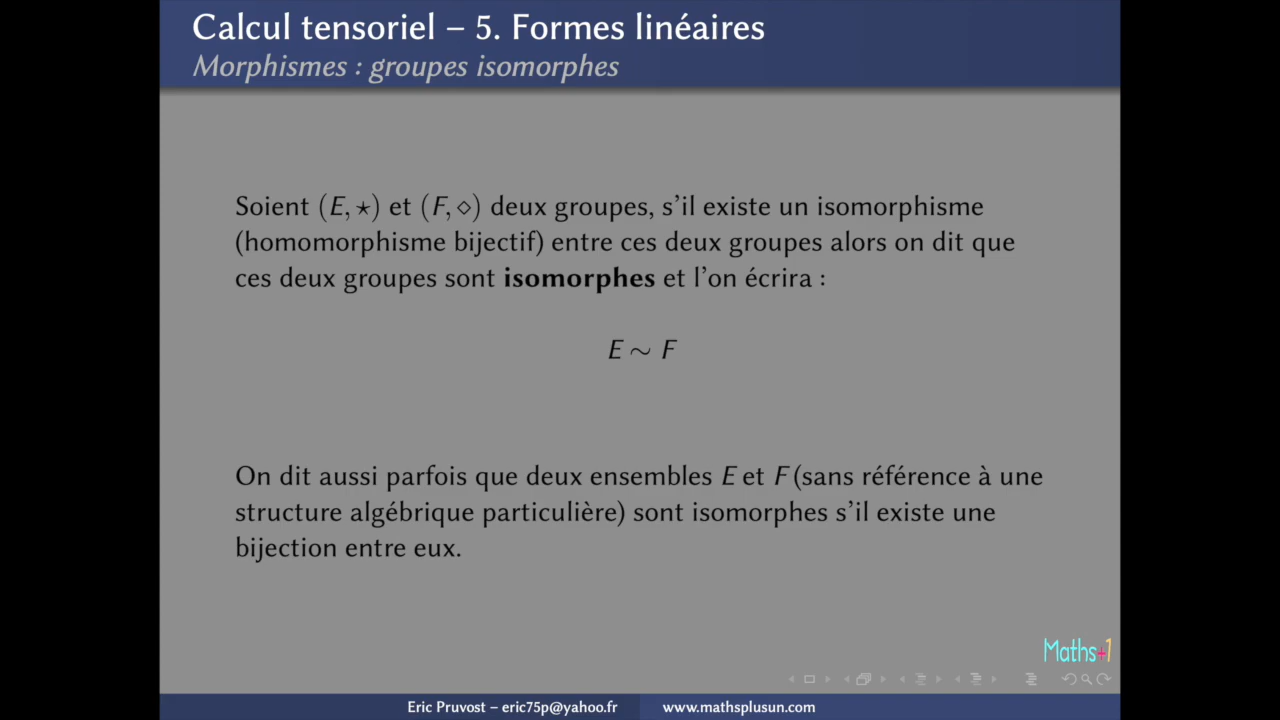 Calcul tensoriel – 5. Formes linéaires
Morphismes : groupes isomorphes
Soient (E, ⋆) et (F, ⋄) deux groupes, s'il existe un isomorphisme
(homomorphisme bijectif) entre ces deux groupes alors on dit que
ces deux groupes sont isomorphes et l'on écrira :
E ∼ F
On dit aussi parfois que deux ensembles E et F (sans référence à une
structure algébrique particulière) sont isomorphes s'il existe une
bijection entre eux.
Maths+1
Eric Pruvost – eric75p@yahoo.fr www.mathsplusun.com